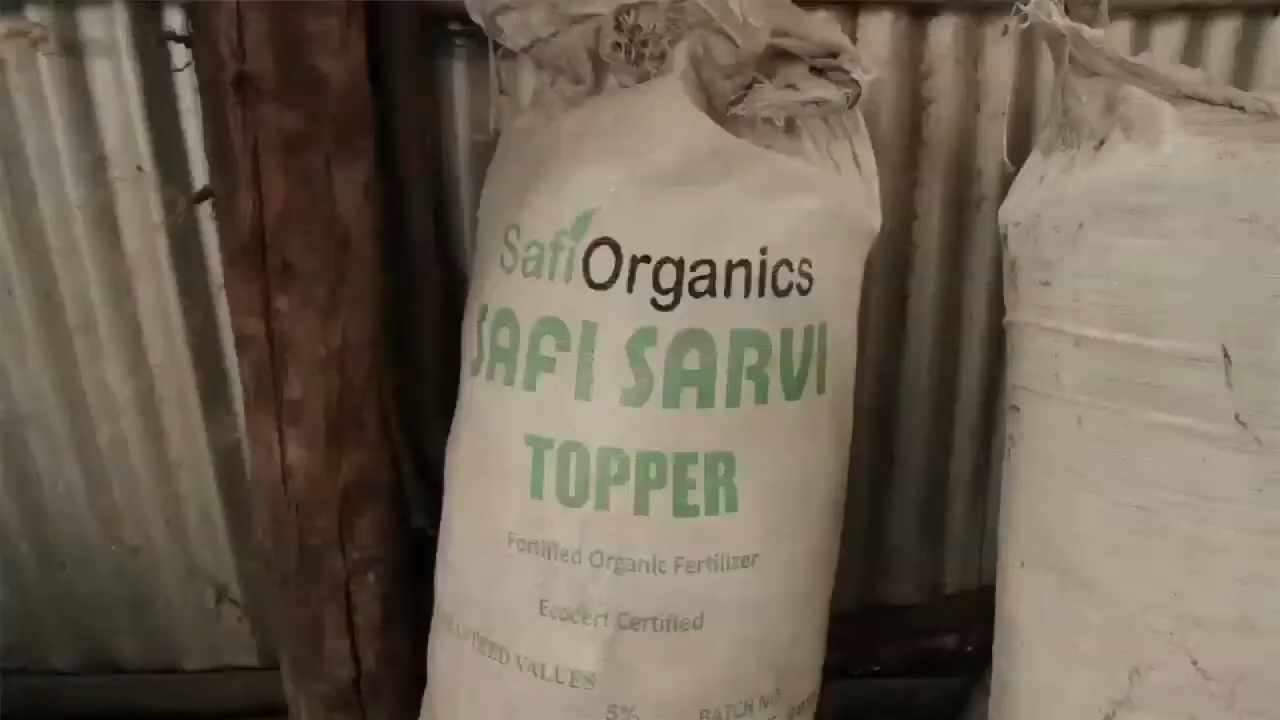 SafiOrganics
SAFI SARVI
TOPPER
Fortified Organic Fertilizer
Ecocert Certified
VALUES
5%
BATCH NO